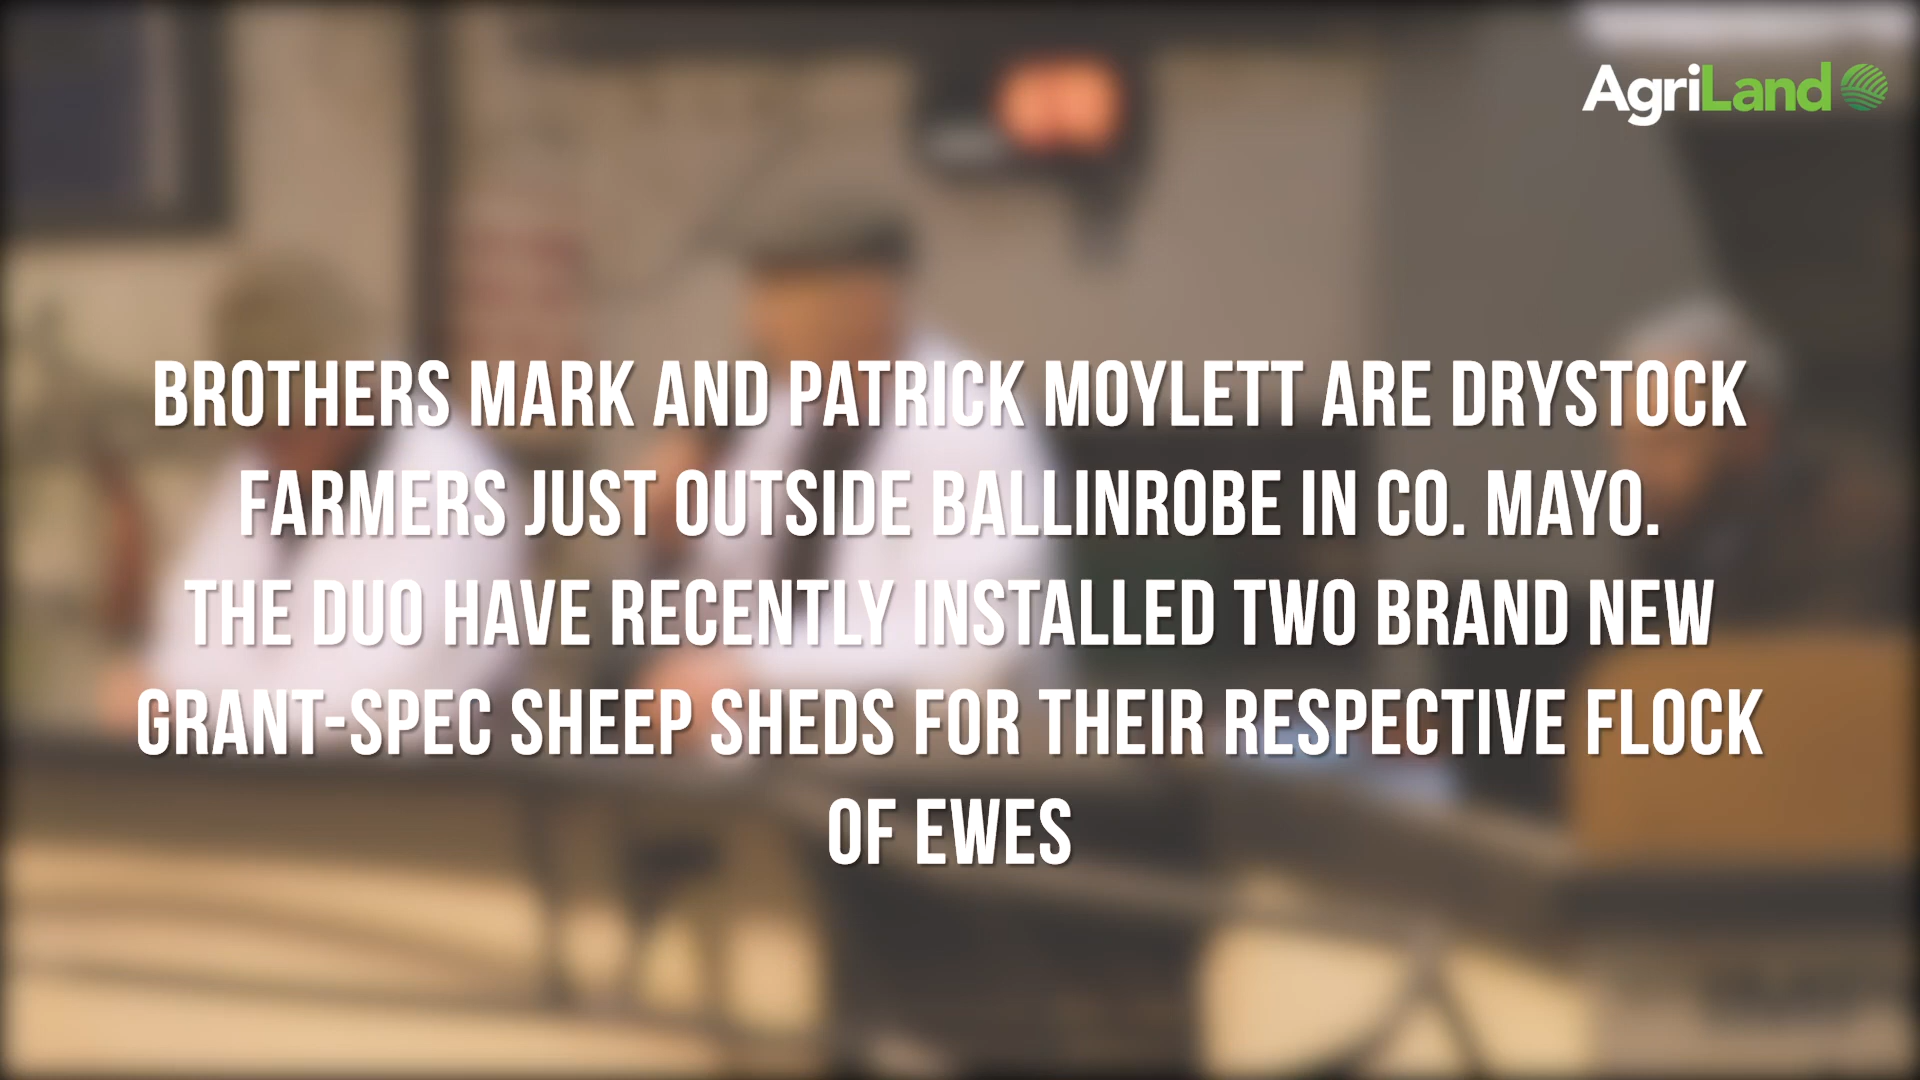 AgriLand
BROTHERS MARK AND PATRICK MOYLETT ARE DRYSTOCK
FARMERS JUST OUTSIDE BALLINROBE IN CO. MAYO.
THE DUO HAVE RECENTLY INSTALLED TWO BRAND NEW
GRANT-SPEC SHEEP SHEDS FOR THEIR RESPECTIVE FLOCK
OF EWES